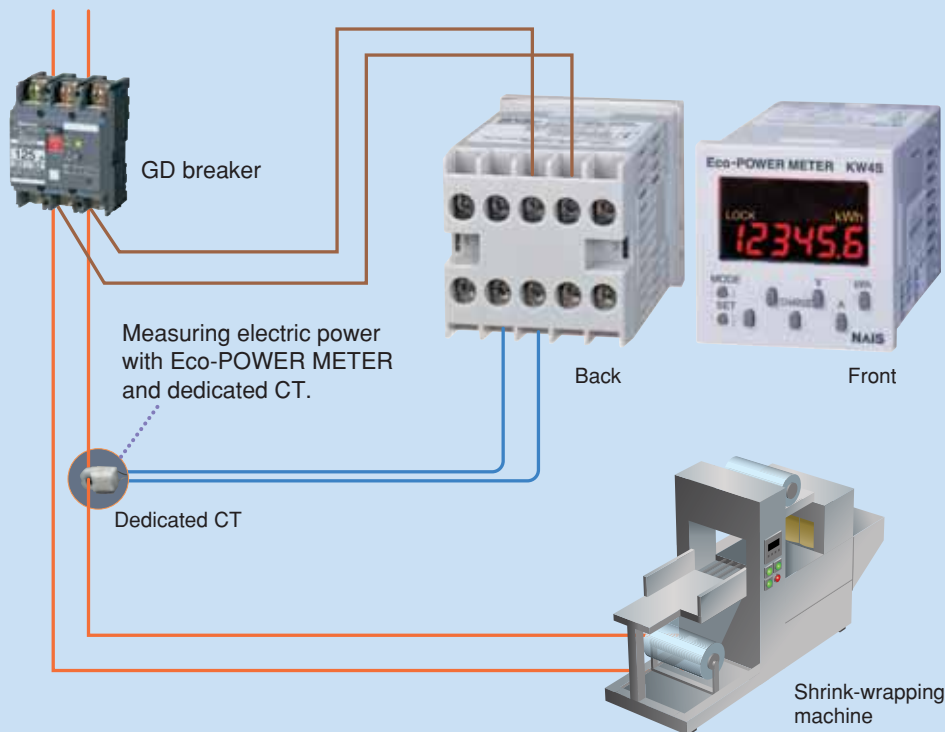 GD breaker
125
Eco-POWER METER KW4S
LOCK kWh
12345.6
MODE
SET
V
A
NAIS
Measuring electric power
with Eco-POWER METER
and dedicated CT.
Back
Front
Dedicated CT
Shrink-wrapping
machine